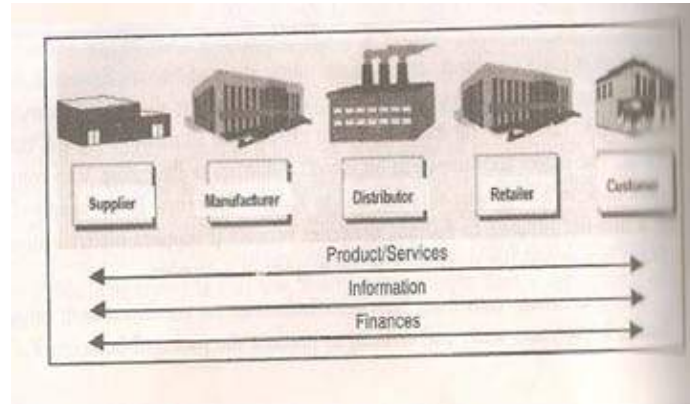 Supplier
Manufacturer
Distributor
Retailer
Customer
Product/Services
Information
Finances